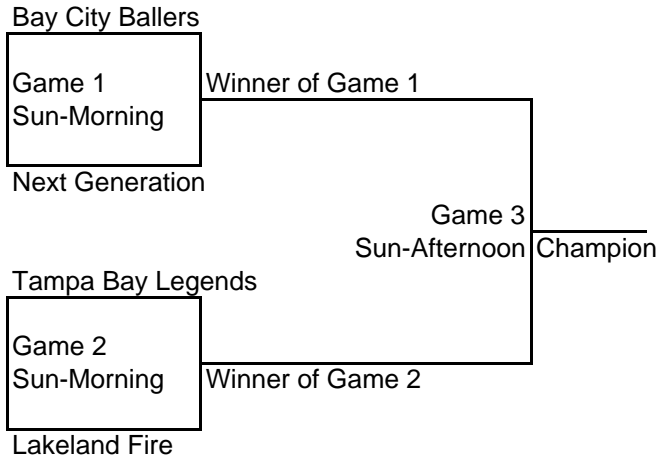 Bay City Ballers
Game 1
Sun-Morning
Winner of Game 1
Next Generation
Game 3
Sun-Afternoon
Champion
Tampa Bay Legends
Game 2
Sun-Morning
Winner of Game 2
Lakeland Fire